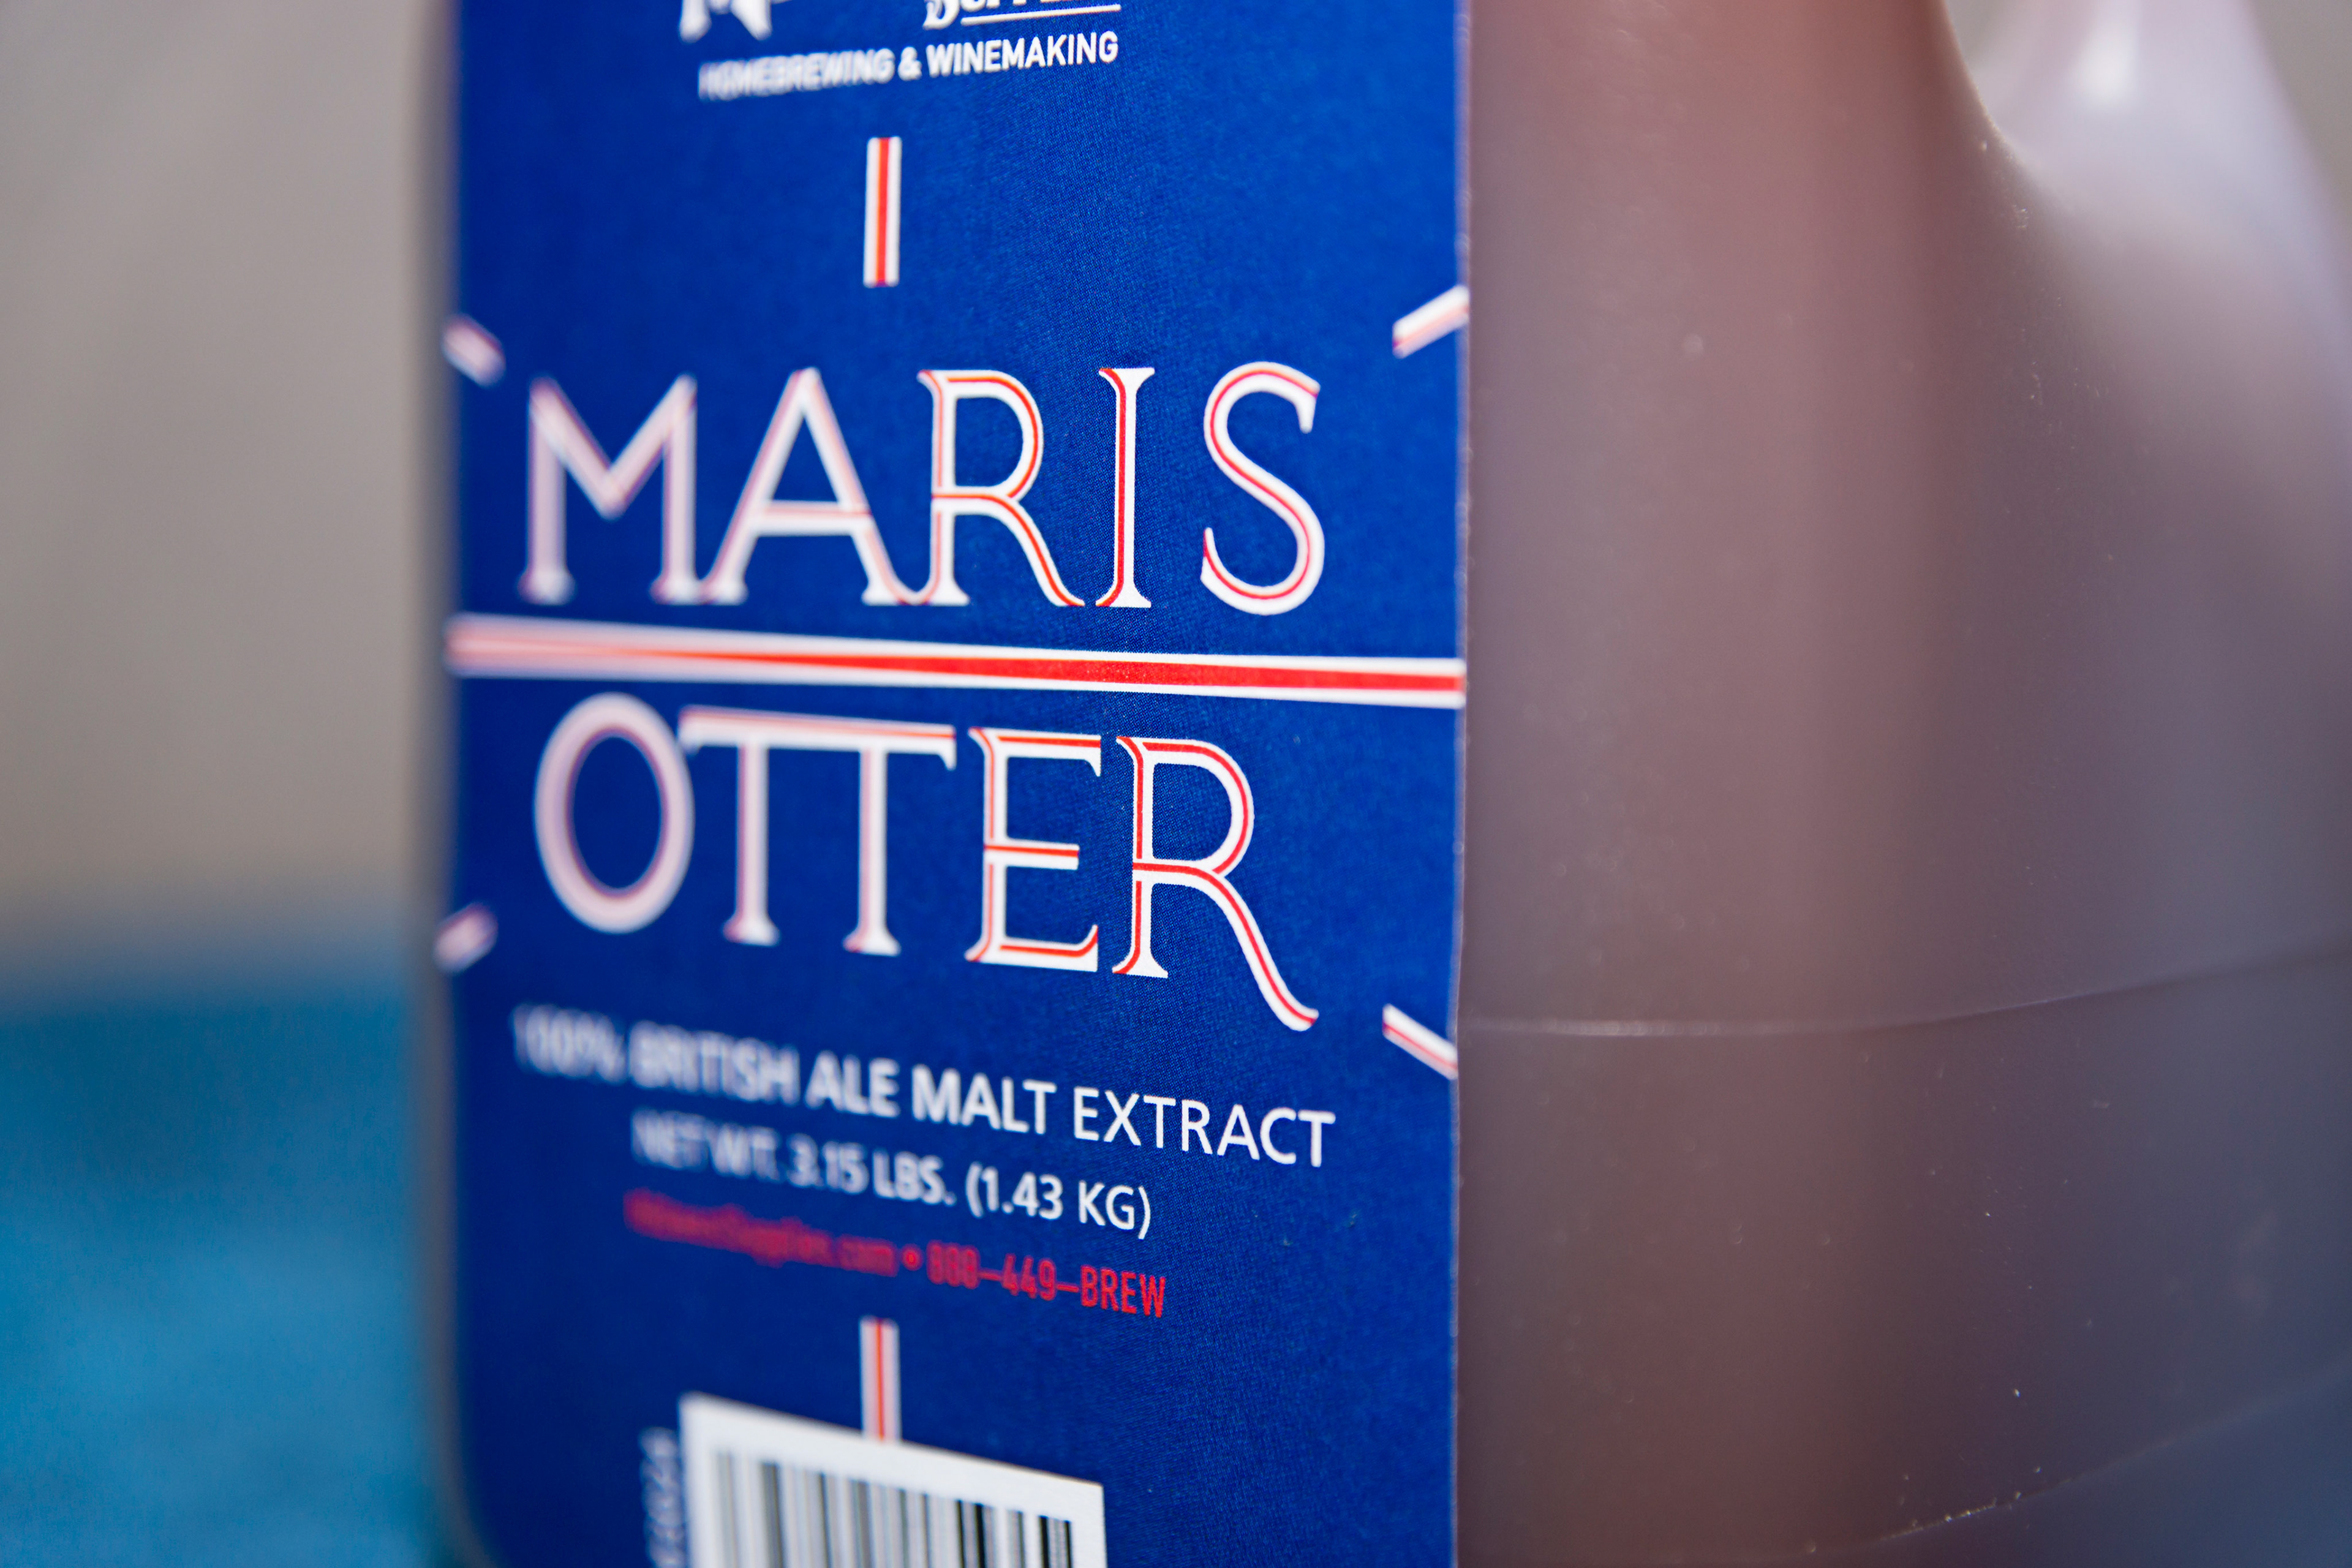 HOMEBREWING & WINEMAKING
MARIS
OTTER
100% BRITISH ALE MALT EXTRACT
NET WT. 3.15 LBS. (1.43 KG)
• 888–449–BREW